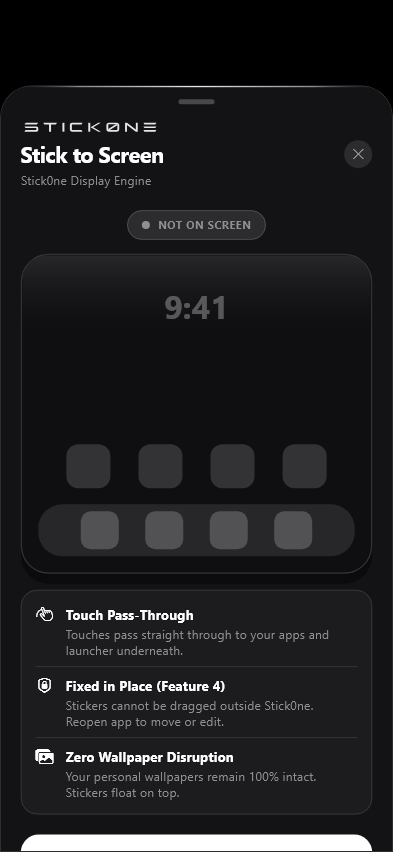 STICKØNE
Stick to Screen
Stick0ne Display Engine
NOT ON SCREEN
9:41
Touch Pass-Through
Touches pass straight through to your apps and
launcher underneath.
Fixed in Place (Feature 4)
Stickers cannot be dragged outside Stick0ne.
Reopen app to move or edit.
Zero Wallpaper Disruption
Your personal wallpapers remain 100% intact.
Stickers float on top.